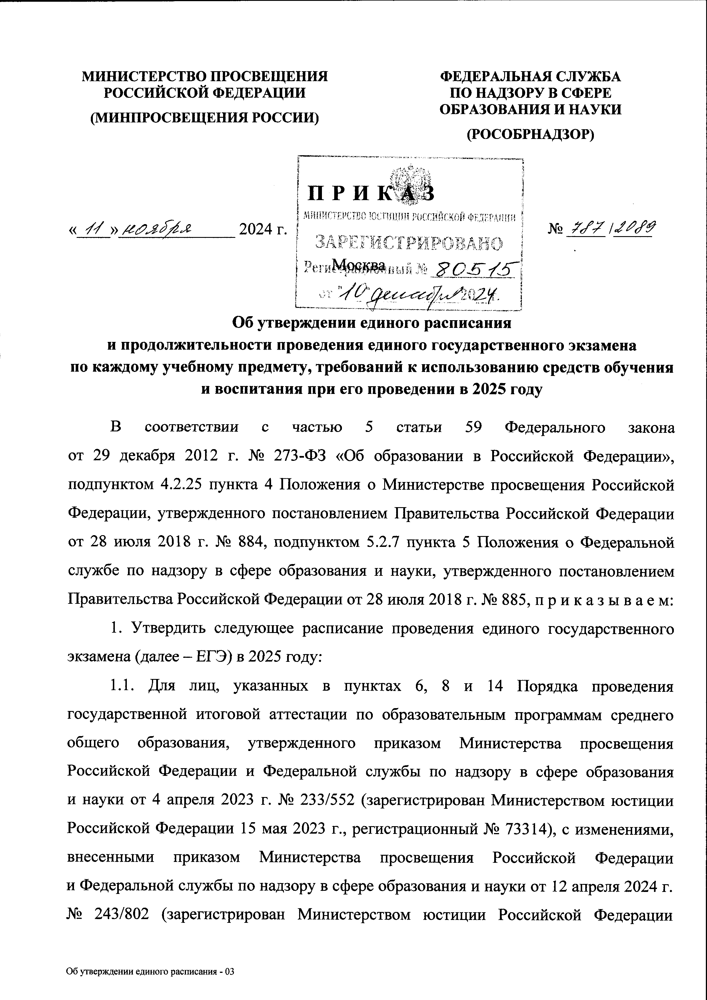 МИНИСТЕРСТВО ПРОСВЕЩЕНИЯ
РОССИЙСКОЙ ФЕДЕРАЦИИ
(МИНПРОСВЕЩЕНИЯ РОССИИ)
ФЕДЕРАЛЬНАЯ СЛУЖБА
ПО НАДЗОРУ В СФЕРЕ
ОБРАЗОВАНИЯ И НАУКИ
(РОСОБРНАДЗОР)
П Р И К А З
МИНИСТЕРСТВО ЮСТИЦИИ РОССИЙСКОЙ ФЕДЕРАЦИИ
«11» ноября 2024 г.
№ 787/2089
ЗАРЕГИСТРИРОВАНО
Москва
Регистрационный № 80515
от "10" декабря 2024.
Об утверждении единого расписания
и продолжительности проведения единого государственного экзамена
по каждому учебному предмету, требований к использованию средств обучения
и воспитания при его проведении в 2025 году
В соответствии с частью 5 статьи 59 Федерального закона
от 29 декабря 2012 г. № 273-ФЗ «Об образовании в Российской Федерации»,
подпунктом 4.2.25 пункта 4 Положения о Министерстве просвещения Российской
Федерации, утвержденного постановлением Правительства Российской Федерации
от 28 июля 2018 г. № 884, подпунктом 5.2.7 пункта 5 Положения о Федеральной
службе по надзору в сфере образования и науки, утвержденного постановлением
Правительства Российской Федерации от 28 июля 2018 г. № 885, п р и к а з ы в а е м:
1. Утвердить следующее расписание проведения единого государственного
экзамена (далее – ЕГЭ) в 2025 году:
1.1. Для лиц, указанных в пунктах 6, 8 и 14 Порядка проведения
государственной итоговой аттестации по образовательным программам среднего
общего образования, утвержденного приказом Министерства просвещения
Российской Федерации и Федеральной службы по надзору в сфере образования
и науки от 4 апреля 2023 г. № 233/552 (зарегистрирован Министерством юстиции
Российской Федерации 15 мая 2023 г., регистрационный № 73314), с изменениями,
внесенными приказом Министерства просвещения Российской Федерации
и Федеральной службы по надзору в сфере образования и науки от 12 апреля 2024 г.
№ 243/802 (зарегистрирован Министерством юстиции Российской Федерации
Об утверждении единого расписания - 03